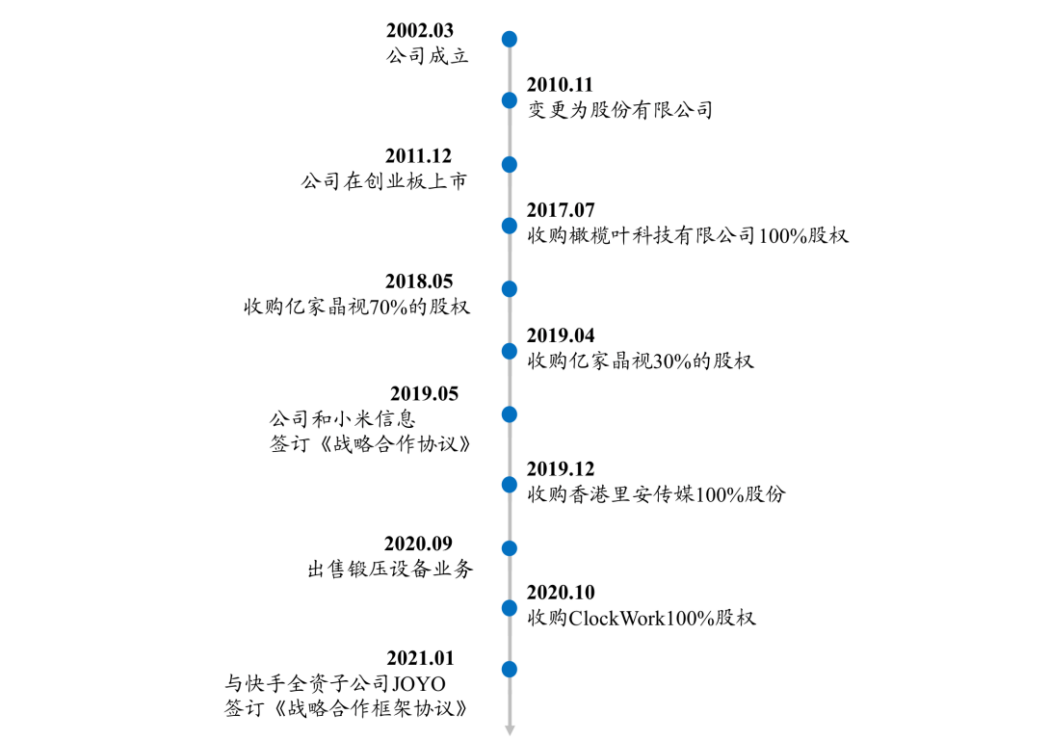 2002.03
公司成立
2010.11
变更为股份有限公司
2011.12
公司在创业板上市
2017.07
收购橄榄叶科技有限公司100%股权
2018.05
收购亿家晶视70%的股权
2019.04
收购亿家晶视30%的股权
2019.05
公司和小米信息
签订《战略合作协议》
2019.12
收购香港里安传媒100%股份
2020.09
出售锻压设备业务
2020.10
收购ClockWork100%股权
2021.01
与快手全资子公司JOYO
签订《战略合作框架协议》